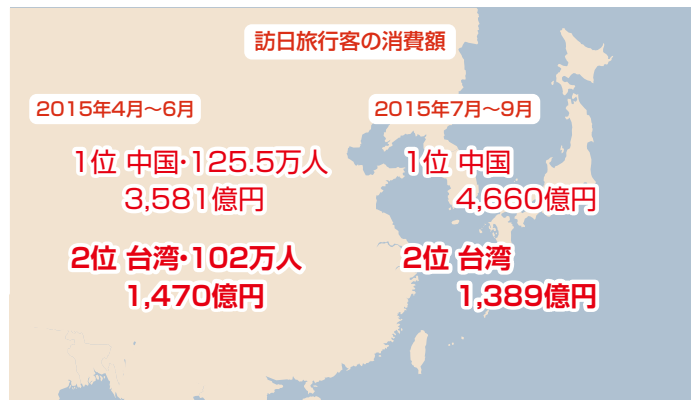 訪日旅行客の消費額
2015年4月〜6月
1位 中国・125.5万人
3,581億円
2位 台湾・102万人
1,470億円
2015年7月〜9月
1位 中国
4,660億円
2位 台湾
1,389億円